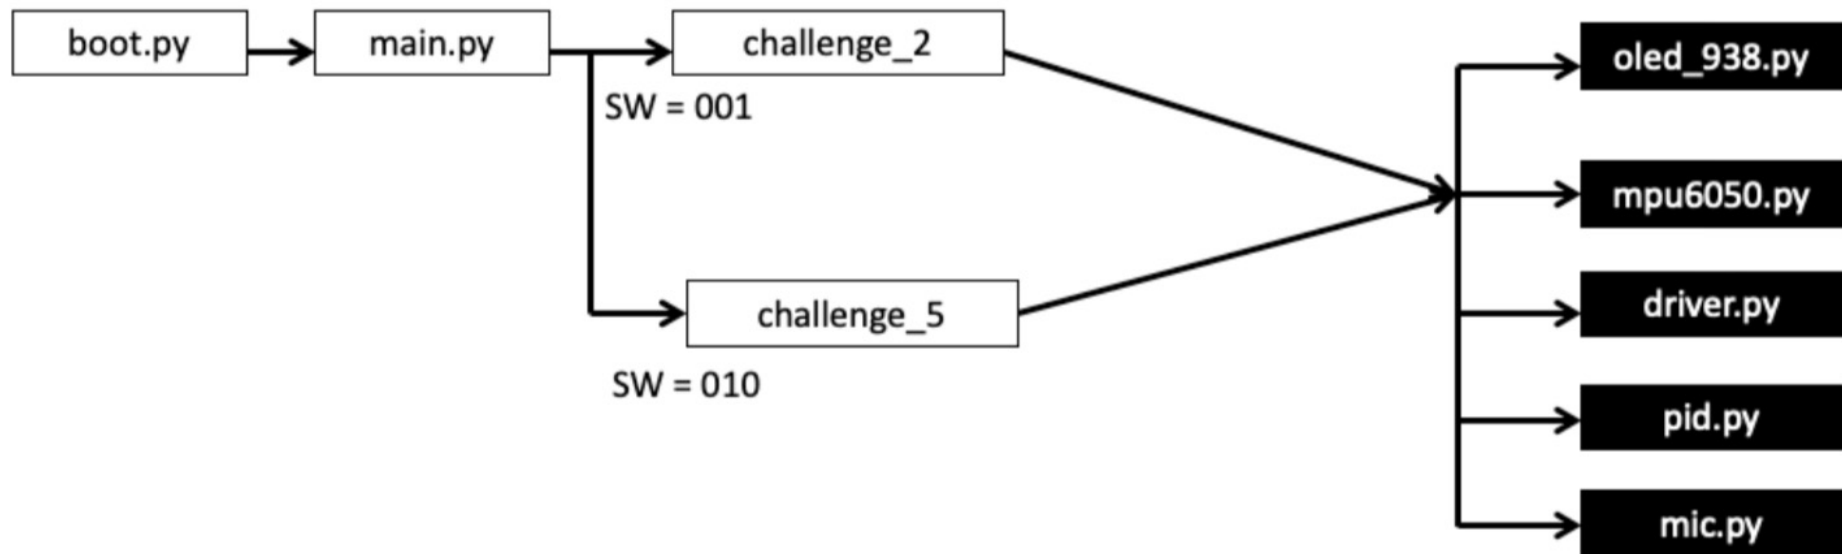 boot.py
main.py
challenge_2
SW = 001
challenge_5
SW = 010
oled_938.py
mpu6050.py
driver.py
pid.py
mic.py